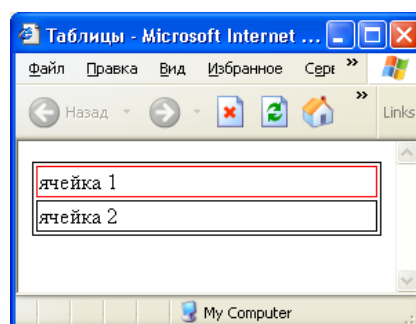 Таблицы - Microsoft Internet ...
Файл Правка Вид Избранное Серв »
Назад » Links
ячейка 1
ячейка 2
My Computer